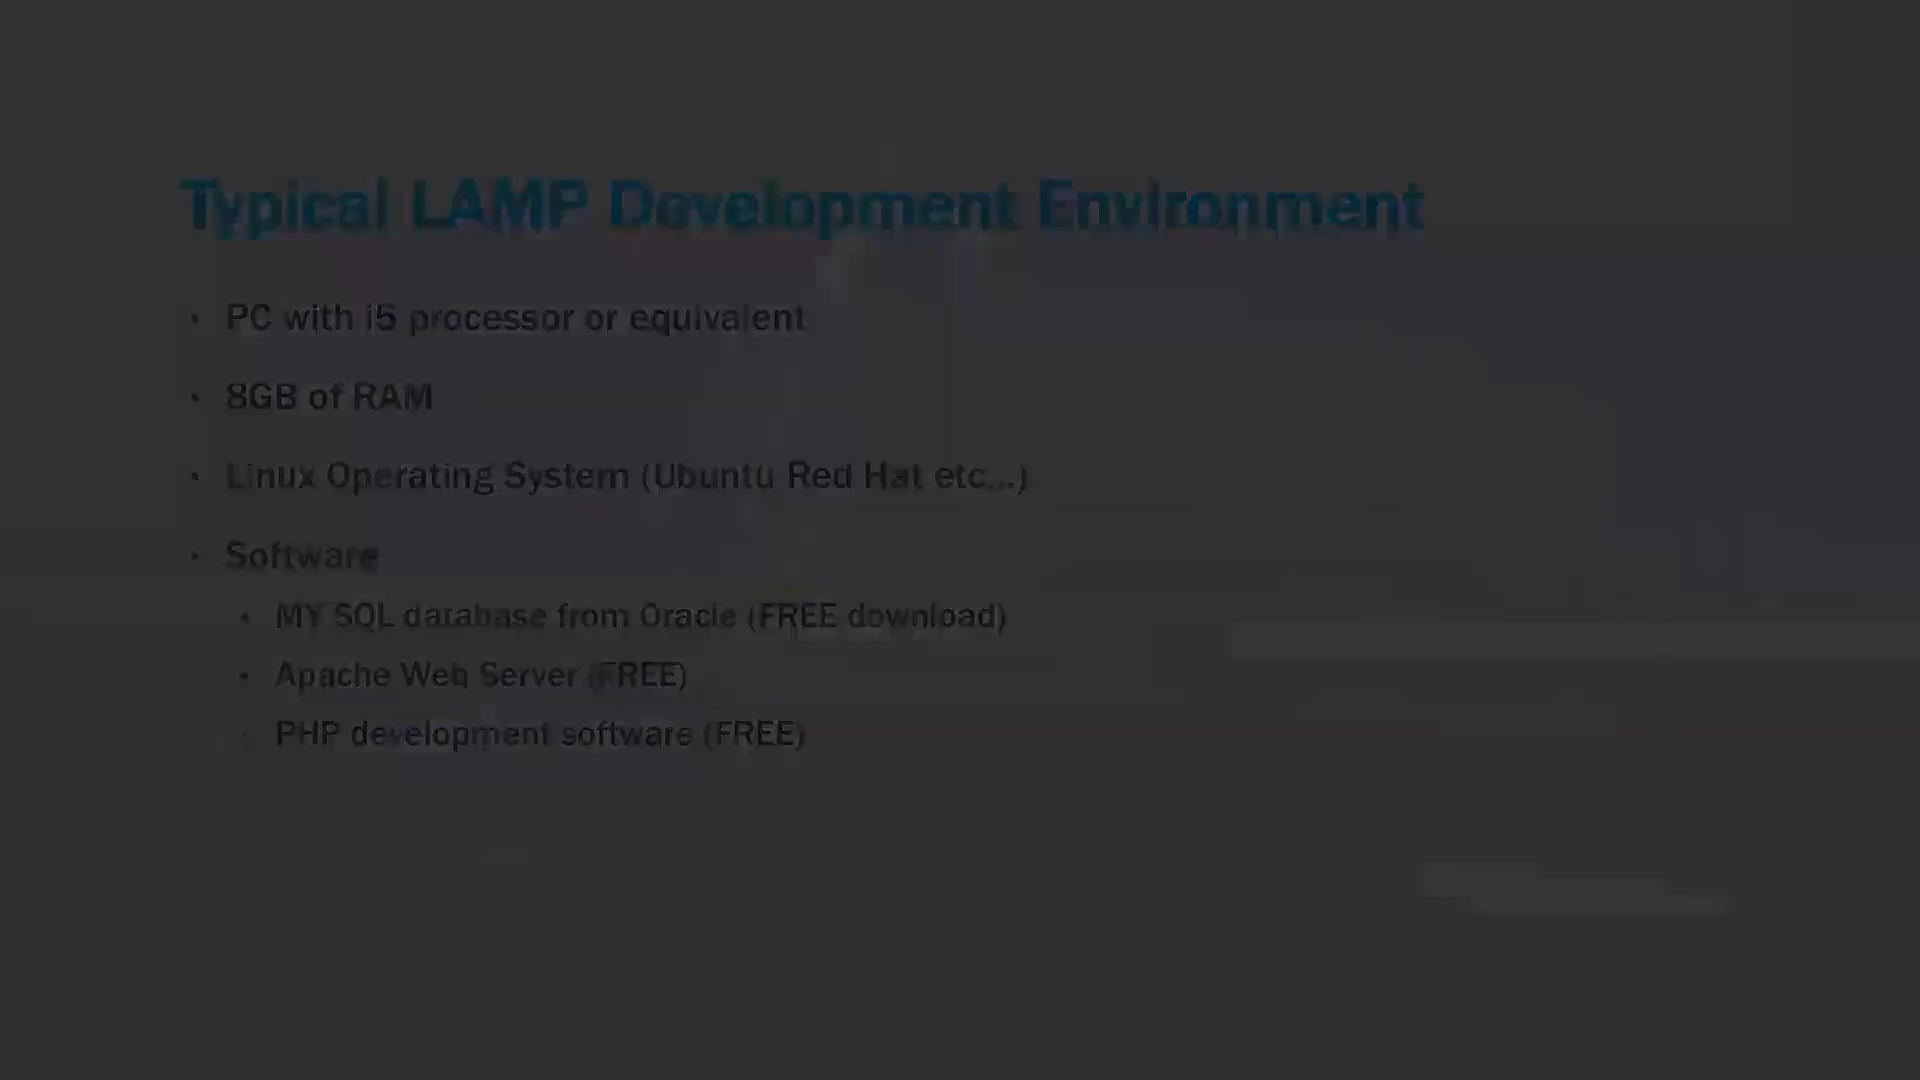 Typical LAMP Development Environment
• PC with i5 processor or equivalent
• 8GB of RAM
• Linux Operating System (Ubuntu Red Hat etc...)
• Software
• MY SQL database from Oracle (FREE download)
• Apache Web Server (FREE)
• PHP development software (FREE)